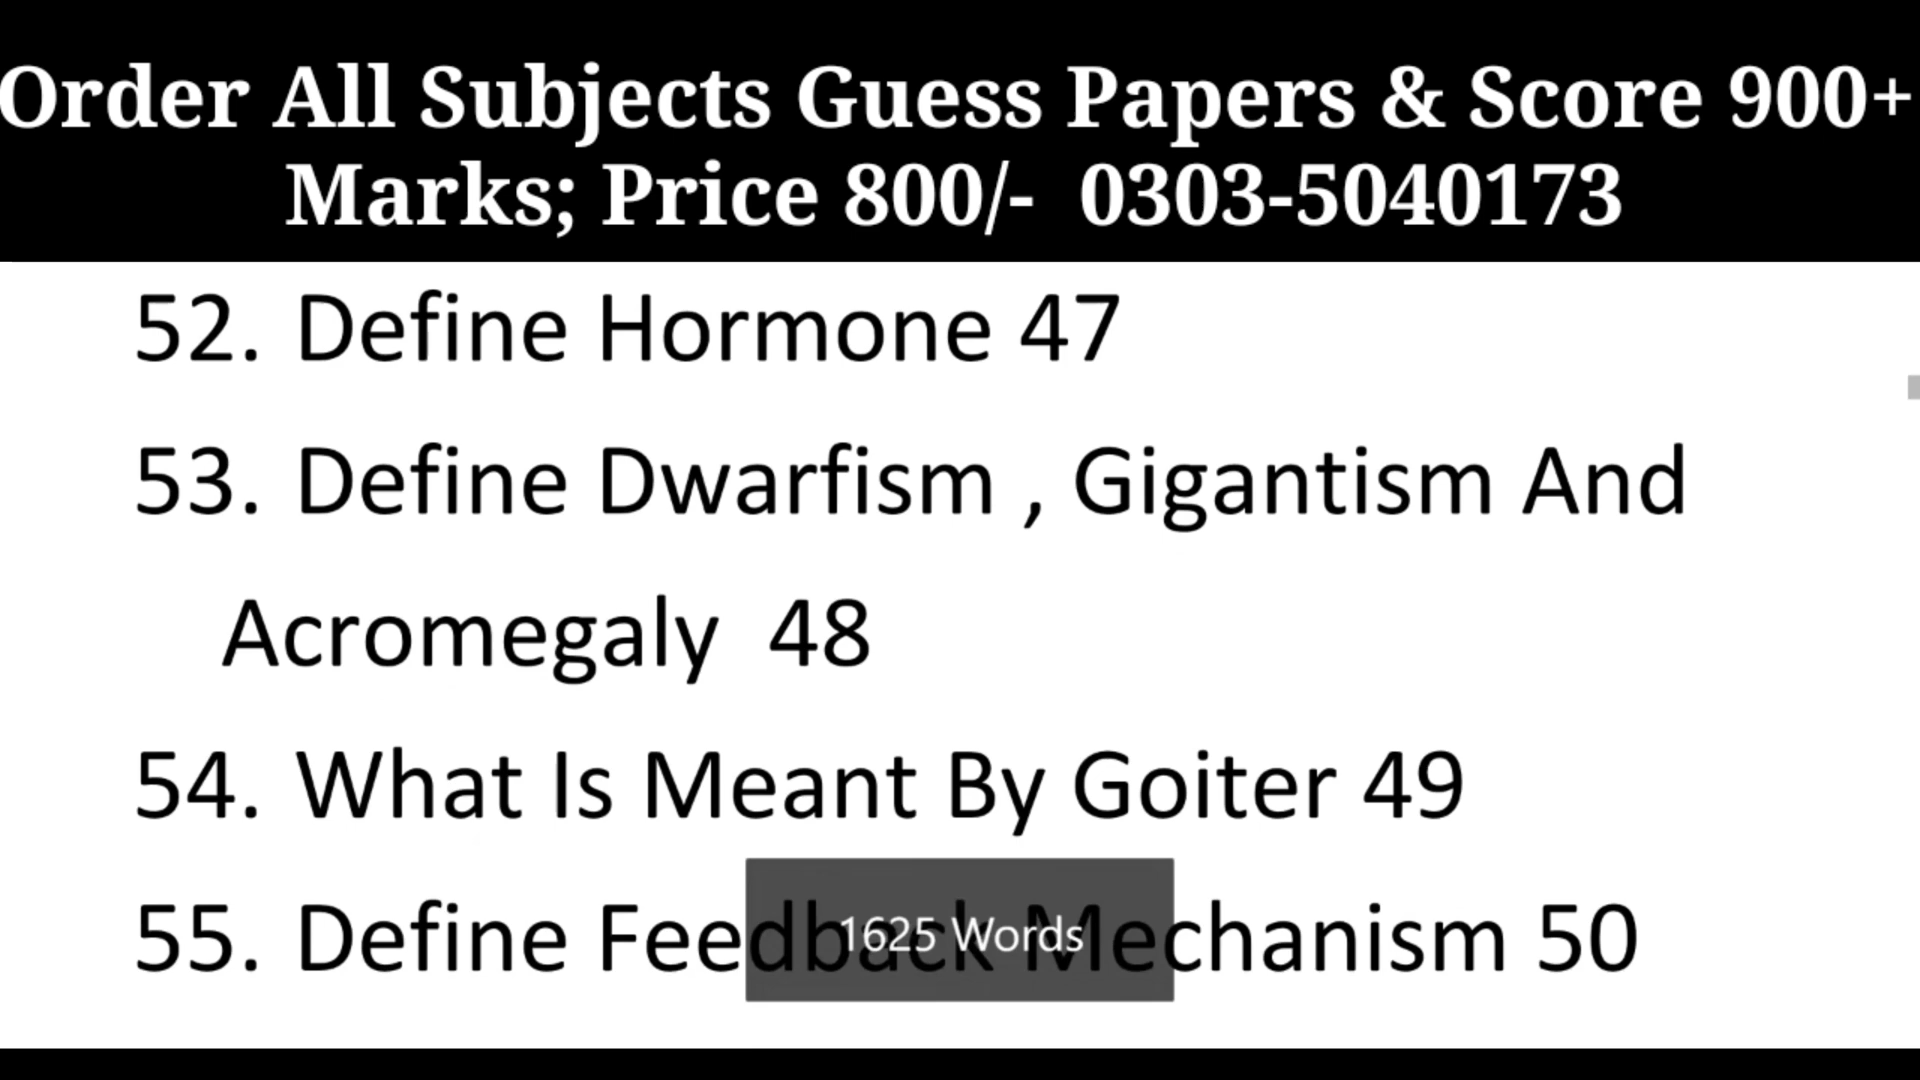 Order All Subjects Guess Papers & Score 900+
Marks; Price 800/-  0303-5040173
52. Define Hormone 47
53. Define Dwarfism , Gigantism And
Acromegaly  48
54. What Is Meant By Goiter 49
55. Define Feedback Mechanism 50
1625 Words